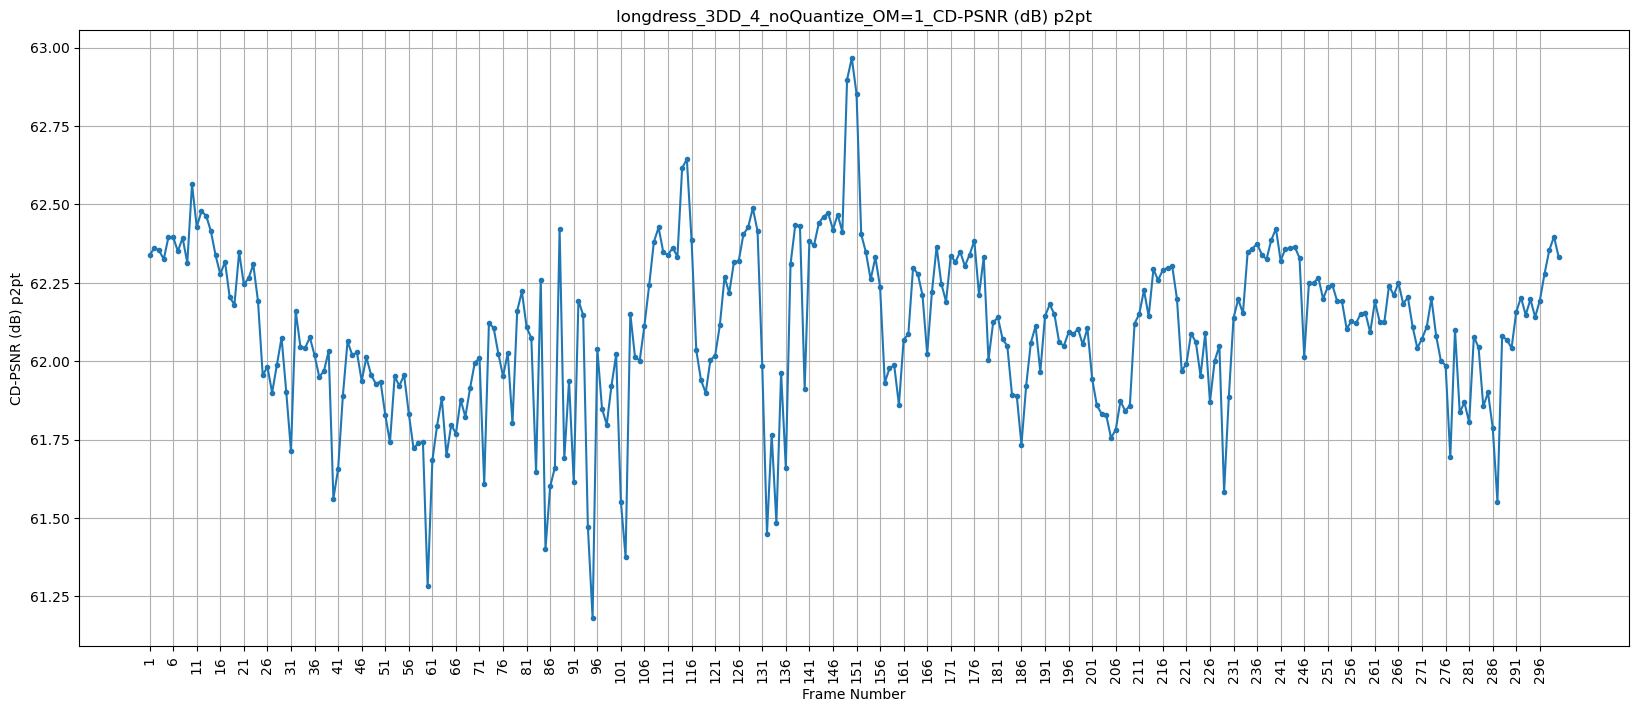 longdress_3DD_4_noQuantize_OM=1_CD-PSNR (dB) p2pt
CD-PSNR (dB) p2pt
63.00
62.75
62.50
62.25
62.00
61.75
61.50
61.25
1 6 11 16 21 26 31 36 41 46 51 56 61 66 71 76 81 86 91 96 101 106 111 116 121 126 131 136 141 146 151 156 161 166 171 176 181 186 191 196 201 206 211 216 221 226 231 236 241 246 251 256 261 266 271 276 281 286 291 296
Frame Number